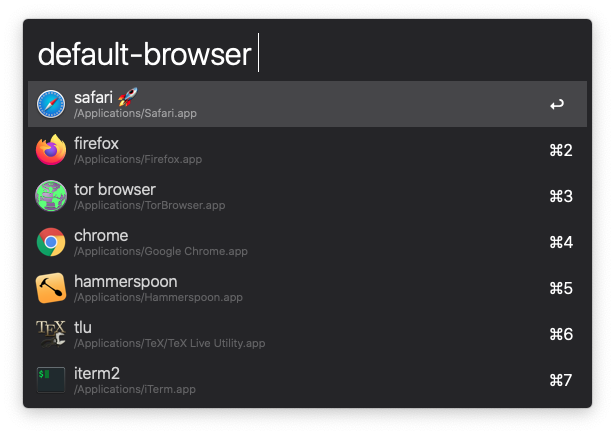 default-browser
safari 🚀
/Applications/Safari.app
↩
firefox
/Applications/Firefox.app
⌘2
tor browser
/Applications/TorBrowser.app
⌘3
chrome
/Applications/Google Chrome.app
⌘4
hammerspoon
/Applications/Hammerspoon.app
⌘5
TEX
tlu
/Applications/TeX/TeX Live Utility.app
⌘6
$
iterm2
/Applications/iTerm.app
⌘7